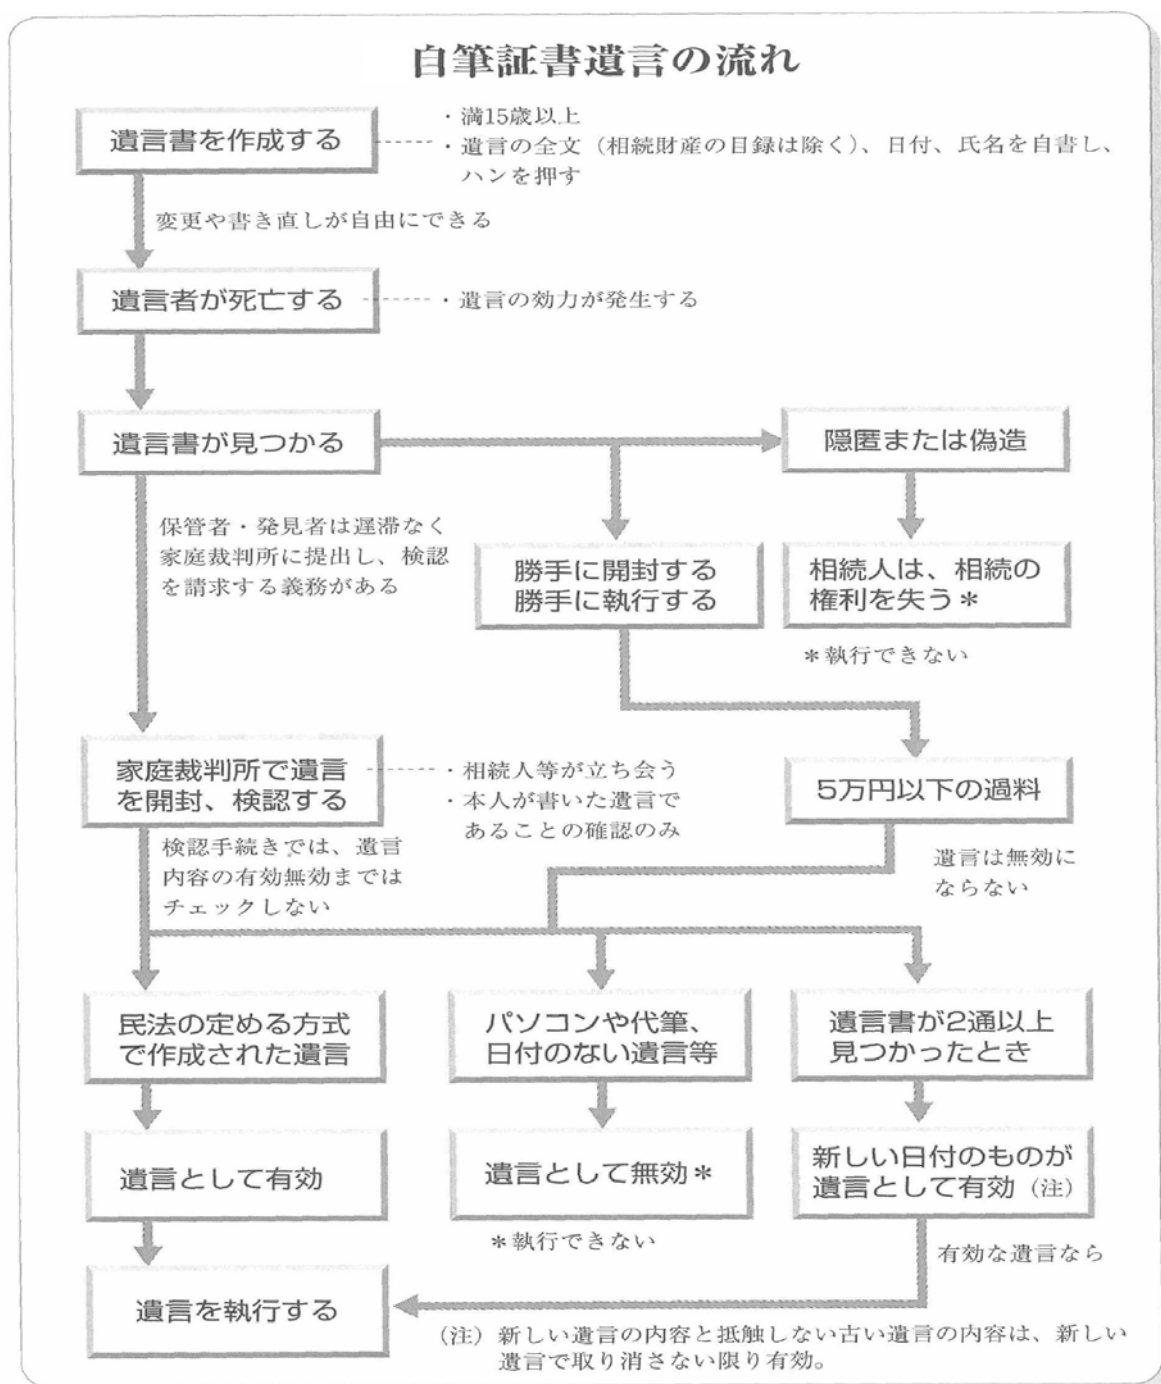 自筆証書遺言の流れ
遺言書を作成する
・満15歳以上
・遺言の全文（相続財産の目録は除く）、日付、氏名を自書し、
ハンを押す
変更や書き直しが自由にできる
遺言者が死亡する
・遺言の効力が発生する
遺言書が見つかる
隠匿または偽造
保管者・発見者は遅滞なく
家庭裁判所に提出し、検認
を請求する義務がある
勝手に開封する
勝手に執行する
相続人は、相続の
権利を失う＊
＊執行できない
家庭裁判所で遺言
を開封、検認する
・相続人等が立ち会う
・本人が書いた遺言で
あることの確認のみ
5万円以下の過料
検認手続きでは、遺言
内容の有効無効までは
チェックしない
遺言は無効に
ならない
民法の定める方式
で作成された遺言
パソコンや代筆、
日付のない遺言等
遺言書が2通以上
見つかったとき
遺言として有効
遺言として無効＊
新しい日付のものが
遺言として有効（注）
＊執行できない
有効な遺言なら
遺言を執行する
（注）新しい遺言の内容と抵触しない古い遺言の内容は、新しい
遺言で取り消さない限り有効。